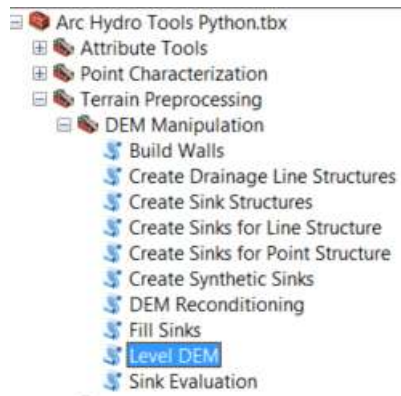 Arc Hydro Tools Python.tbx
Attribute Tools
Point Characterization
Terrain Preprocessing
DEM Manipulation
Build Walls
Create Drainage Line Structures
Create Sink Structures
Create Sinks for Line Structure
Create Sinks for Point Structure
Create Synthetic Sinks
DEM Reconditioning
Fill Sinks
Level DEM
Sink Evaluation